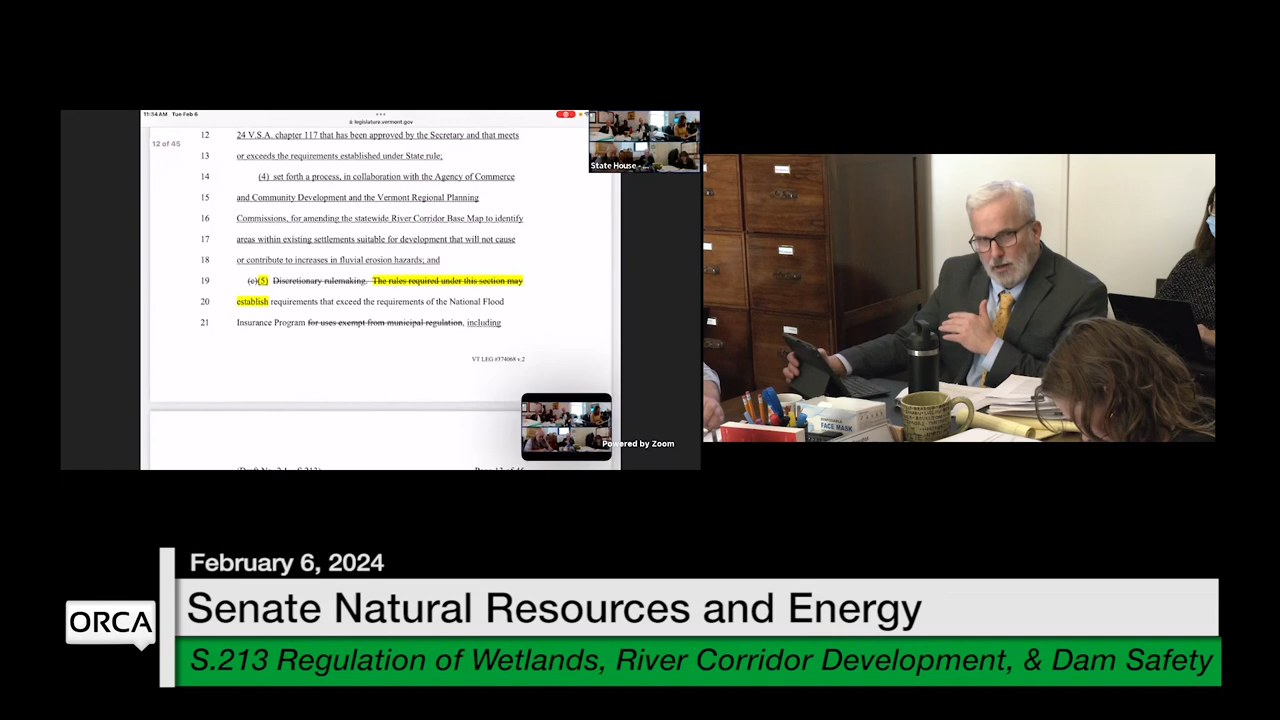 11:34 AM Tue Feb 6
legislature.vermont.gov
12 of 45
12 24 V.S.A. chapter 117 that has been approved by the Secretary and that meets
13 or exceeds the requirements established under State rule;
14 (4) set forth a process, in collaboration with the Agency of Commerce
15 and Community Development and the Vermont Regional Planning
16 Commissions, for amending the statewide River Corridor Base Map to identify
17 areas within existing settlements suitable for development that will not cause
18 or contribute to increases in fluvial erosion hazards; and
19 (c)(5) Discretionary rulemaking. The rules required under this section may
20 establish requirements that exceed the requirements of the National Flood
21 Insurance Program for uses exempt from municipal regulation, including
VT LEG #374068 v.2
State House -...
Powered by Zoom
FACE MASK
February 6, 2024
Senate Natural Resources and Energy
ORCA
S.213 Regulation of Wetlands, River Corridor Development, & Dam Safety